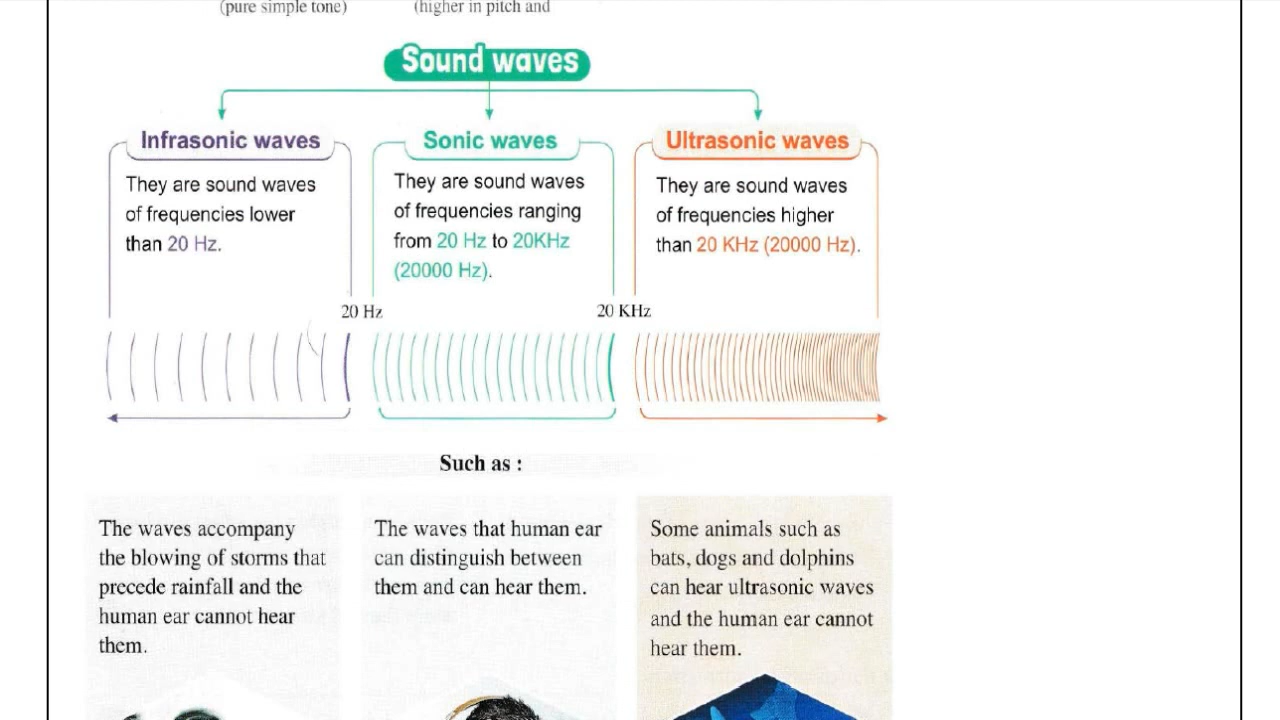 (pure simple tone)
(higher in pitch and
Sound waves
Infrasonic waves
They are sound waves
of frequencies lower
than 20 Hz.
Sonic waves
They are sound waves
of frequencies ranging
from 20 Hz to 20KHz
(20000 Hz).
Ultrasonic waves
They are sound waves
of frequencies higher
than 20 KHz (20000 Hz).
20 Hz
20 KHz
Such as :
The waves accompany
the blowing of storms that
precede rainfall and the
human ear cannot hear
them.
The waves that human ear
can distinguish between
them and can hear them.
Some animals such as
bats, dogs and dolphins
can hear ultrasonic waves
and the human ear cannot
hear them.